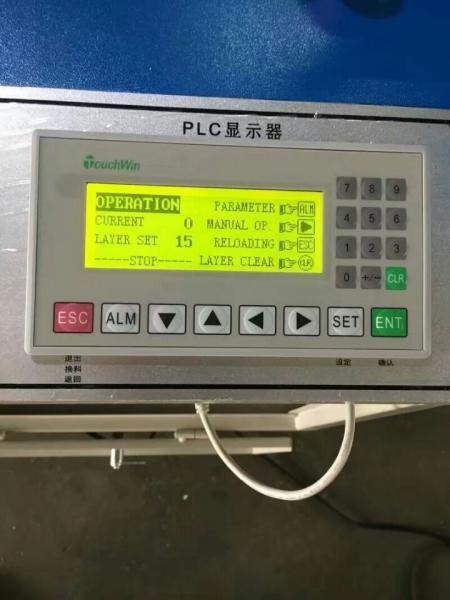 PLC显示器
TouchWin
OPERATION PARAMETER ALM
CURRENT 0 MANUAL OP.
LAYER SET 15 RELOADING ESC
-----STOP----- LAYER CLEAR CLR
7 8 9
4 5 6
1 2 3
0 +/- CLR
ESC ALM SET ENT
退出 设定 确认
换料
返回